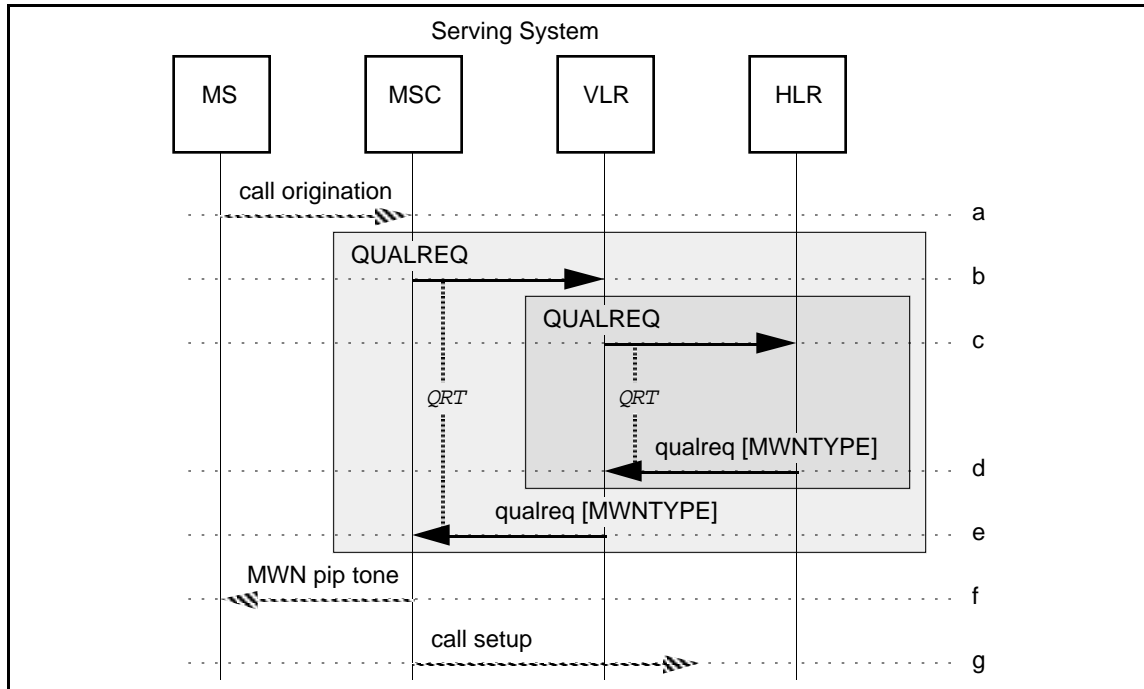 Serving System
MS MSC VLR HLR
call origination
a
QUALREQ
b
QUALREQ
c
QRT QRT
qualreq [MWNTYPE]
d
qualreq [MWNTYPE]
e
MWN pip tone
f
call setup
g